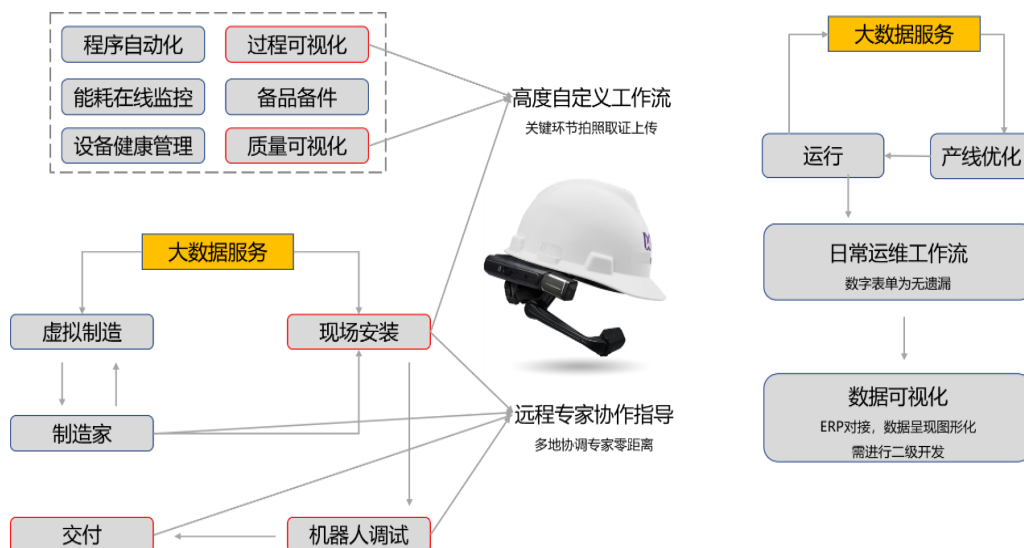 程序自动化
过程可视化
能耗在线监控
备品备件
设备健康管理
质量可视化
高度自定义工作流
关键环节拍照取证上传
大数据服务
虚拟制造
现场安装
制造家
远程专家协作指导
多地协调专家零距离
交付
机器人调试
大数据服务
运行
产线优化
日常运维工作流
数字表单为无遗漏
数据可视化
ERP对接，数据呈现图形化
需进行二级开发